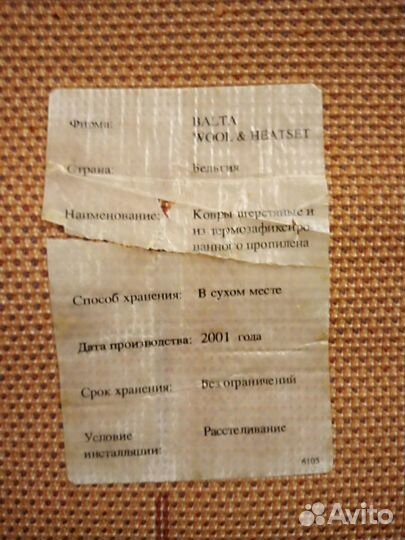 Фирма: BALTA
WOOL & HEATSET
Страна: Бельгия
Наименование: Ковры шерстяные и
из термозафиксиро
ванного пропилена
Способ хранения: В сухом месте
Дата производства: 2001 года
Срок хранения: Без ограничений
Условие Расстеливание
инсталляции:
6105
Avito